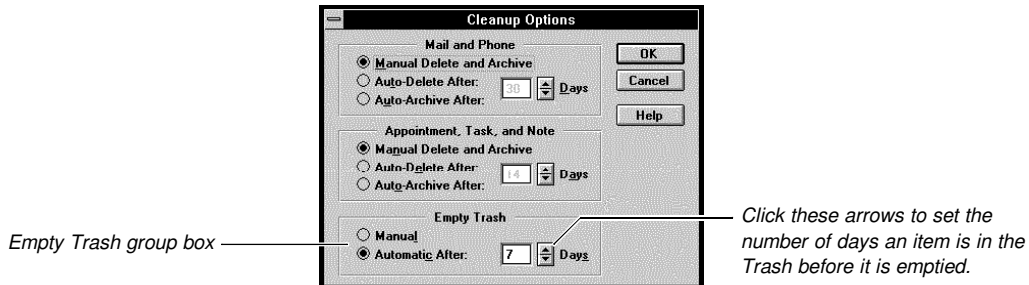 Cleanup Options
Mail and Phone
Manual Delete and Archive
Auto-Delete After:
30
Days
Auto-Archive After:
OK
Cancel
Help
Appointment, Task, and Note
Manual Delete and Archive
Auto-Delete After:
14
Days
Auto-Archive After:
Empty Trash
Manual
Automatic After:
7
Days
Empty Trash group box
Click these arrows to set the
number of days an item is in the
Trash before it is emptied.